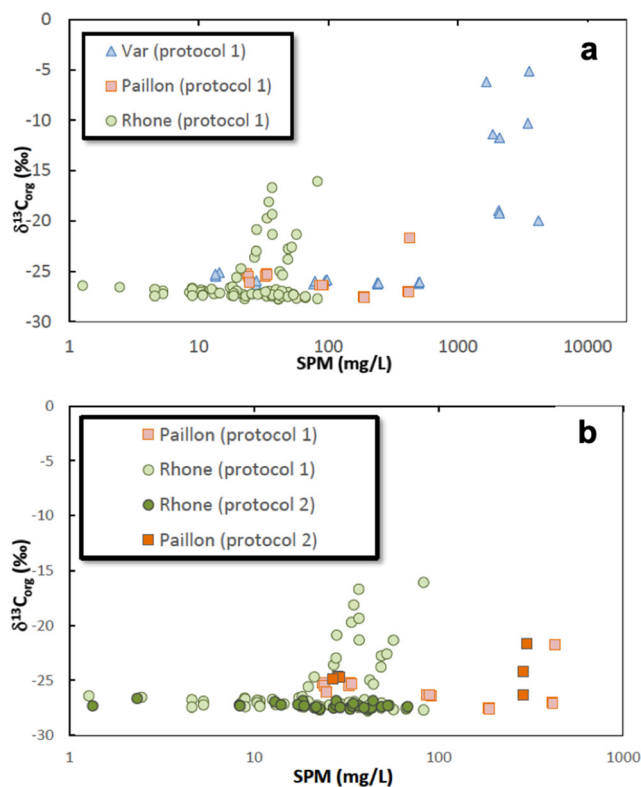 0
-5
-10
-15
-20
-25
-30
δ¹³Corg (‰)
Var (protocol 1)
Paillon (protocol 1)
Rhone (protocol 1)
a
1
10
100
1000
10000
SPM (mg/L)
0
-5
-10
-15
-20
-25
-30
δ¹³Corg (‰)
Paillon (protocol 1)
Rhone (protocol 1)
Rhone (protocol 2)
Paillon (protocol 2)
b
1
10
100
1000
SPM (mg/L)